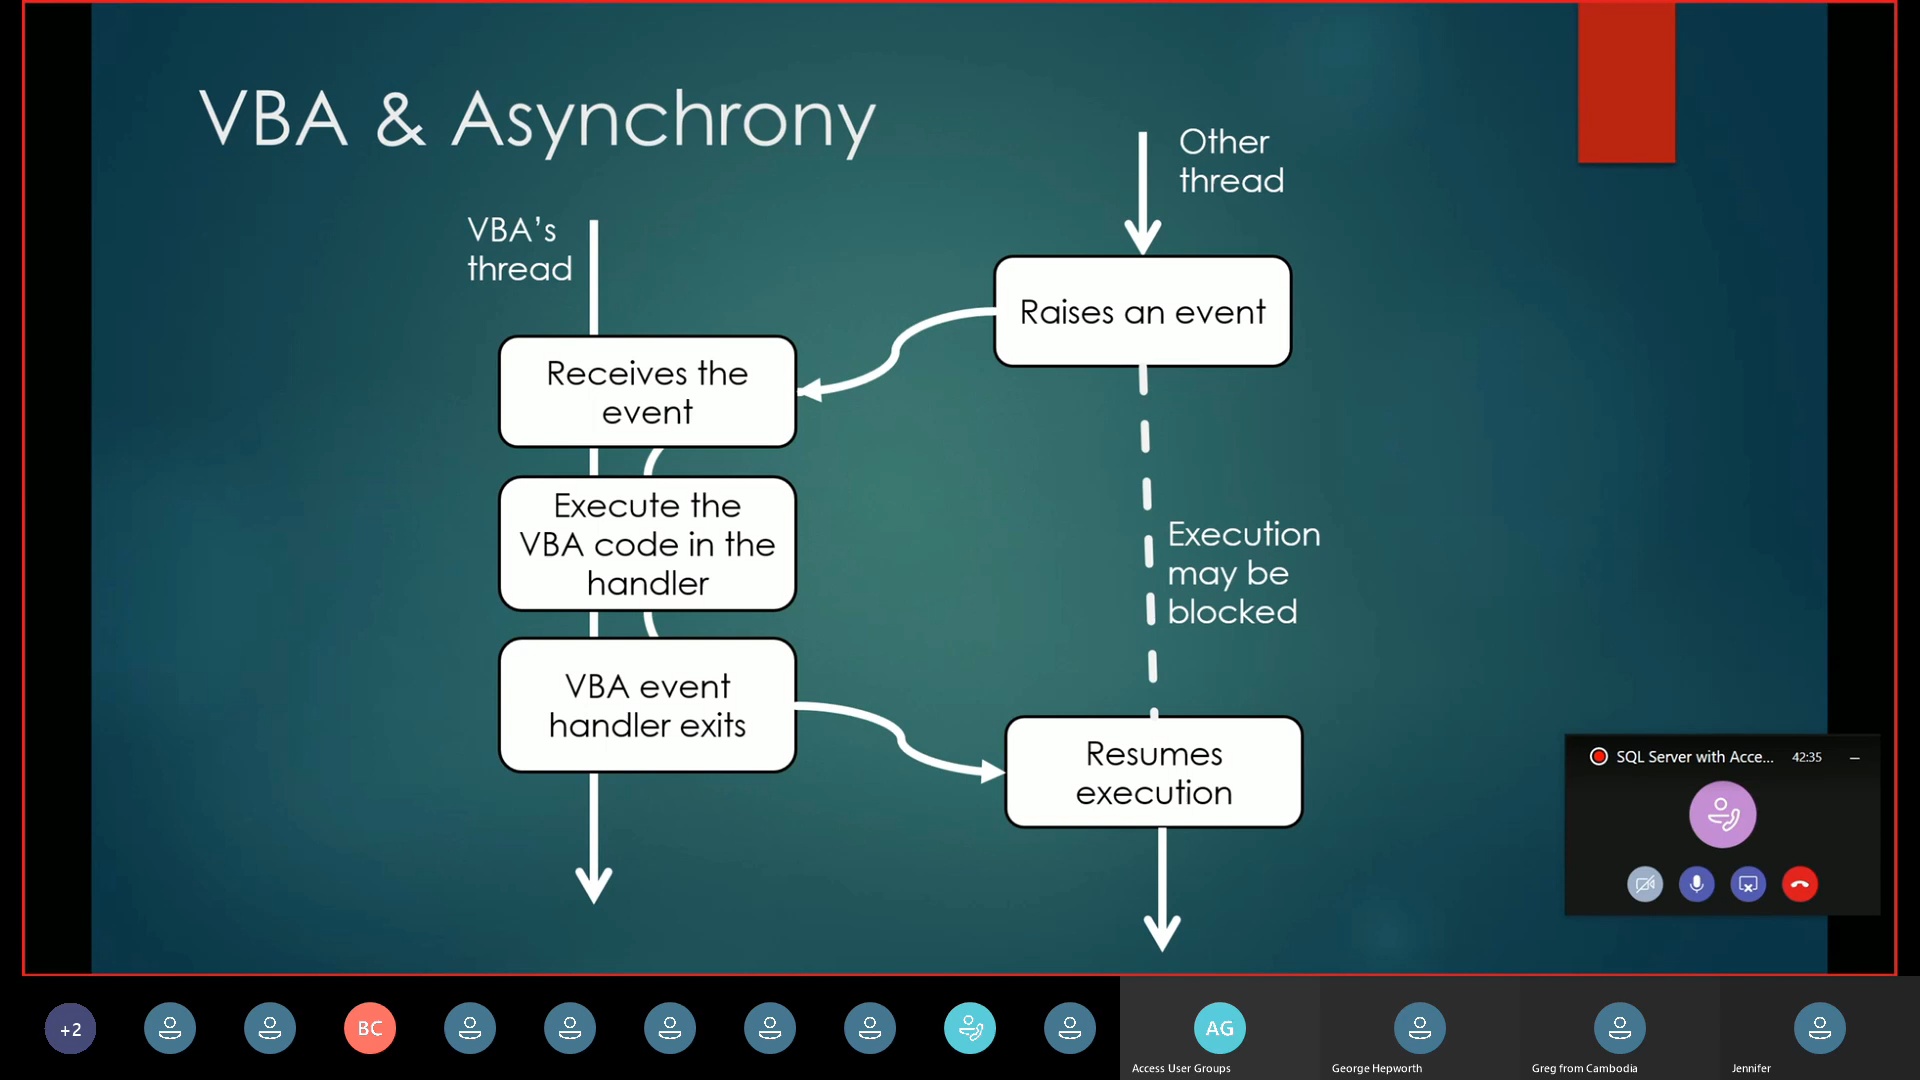 VBA & Asynchrony
Other
thread
VBA's
thread
Raises an event
Receives the
event
Execute the
VBA code in the
handler
Execution
may be
blocked
VBA event
handler exits
Resumes
execution
SQL Server with Acce...
42:35
+2
BC
AG
Access User Groups
George Hepworth
Greg from Cambodia
Jennifer